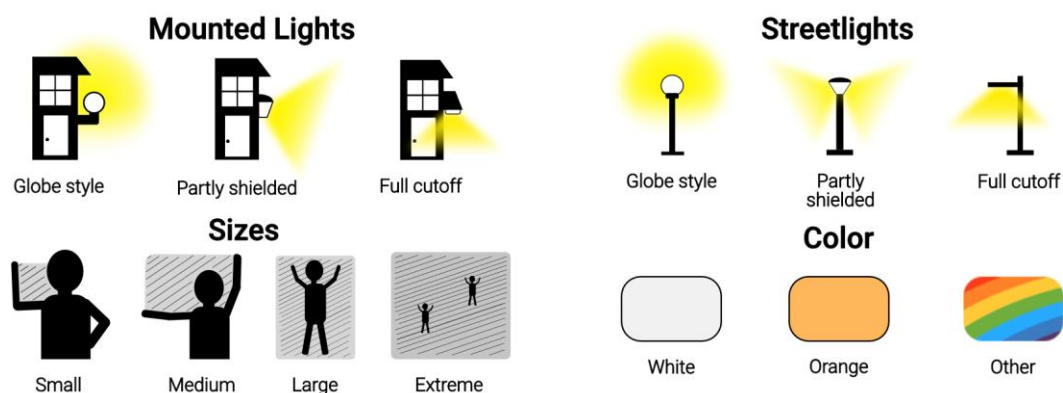 Mounted Lights
Globe style
Partly shielded
Full cutoff
Streetlights
Globe style
Partly
shielded
Full cutoff
Sizes
Small
Medium
Large
Extreme
Color
White
Orange
Other